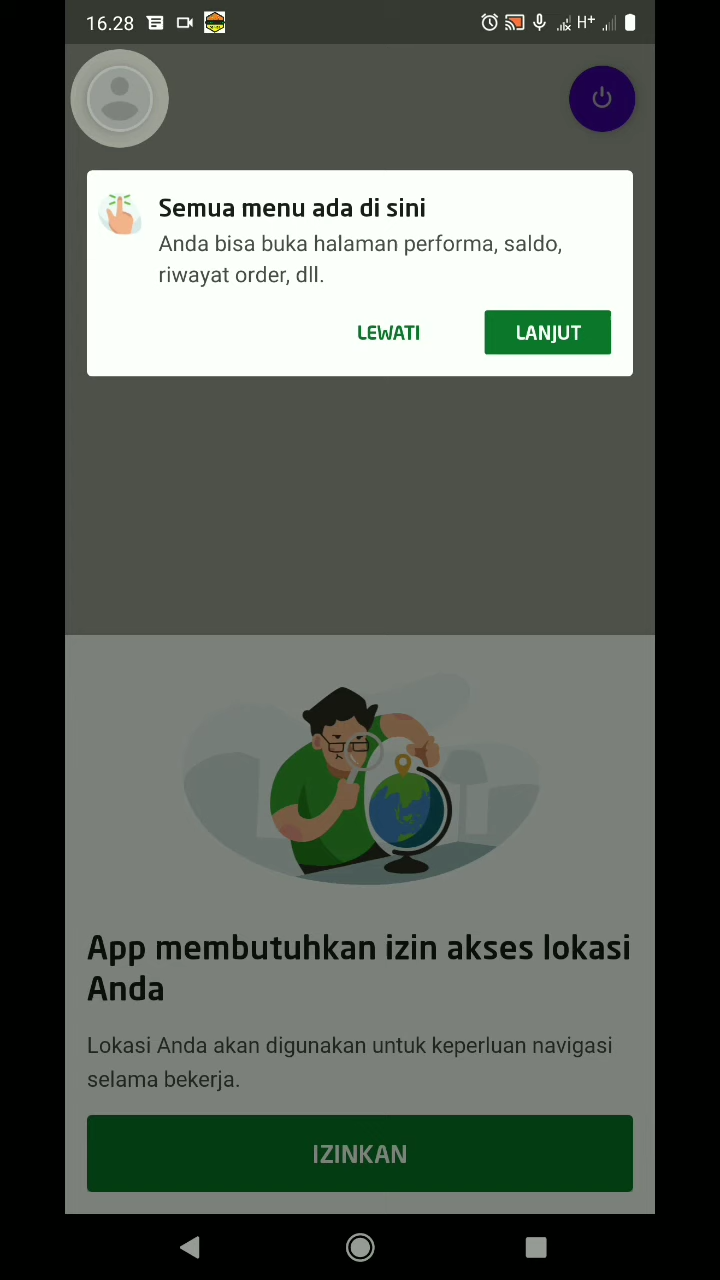 16.28
H+
Semua menu ada di sini
Anda bisa buka halaman performa, saldo,
riwayat order, dll.
LEWATI
LANJUT
App membutuhkan izin akses lokasi
Anda
Lokasi Anda akan digunakan untuk keperluan navigasi
selama bekerja.
IZINKAN